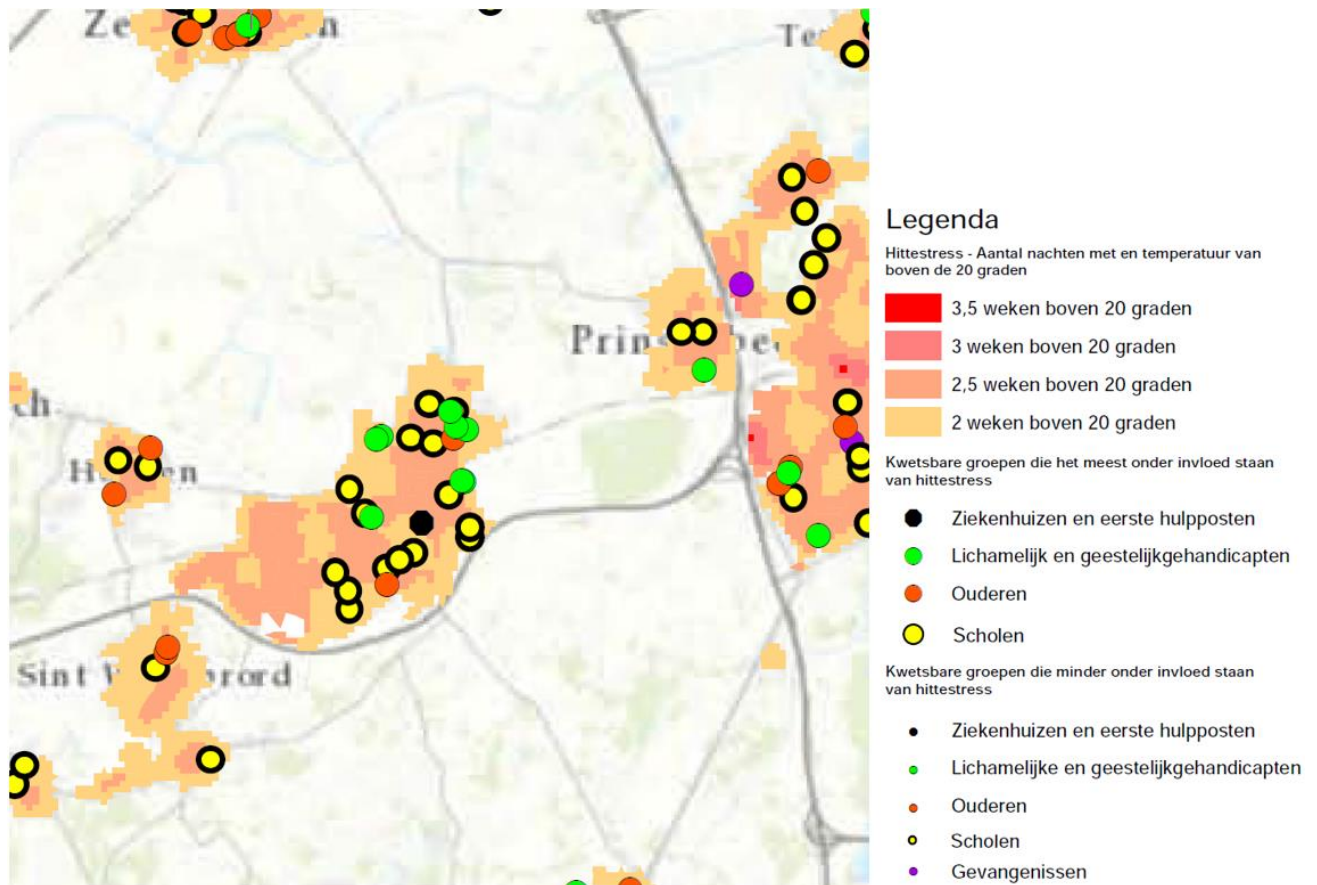 Legenda
Hittestress - Aantal nachten met en temperatuur van
boven de 20 graden
3,5 weken boven 20 graden
3 weken boven 20 graden
2,5 weken boven 20 graden
2 weken boven 20 graden
Kwetsbare groepen die het meest onder invloed staan
van hittestress
Ziekenhuizen en eerste hulpposten
Lichamelijk en geestelijkgehandicapten
Ouderen
Scholen
Kwetsbare groepen die minder onder invloed staan
van hittestress
Ziekenhuizen en eerste hulpposten
Lichamelijke en geestelijkgehandicapten
Ouderen
Scholen
Gevangenissen
Sint